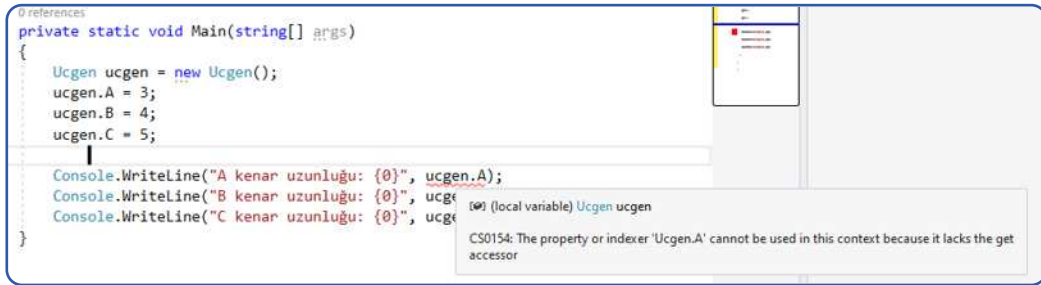 0 references
private static void Main(string[] args)
{
Ucgen ucgen = new Ucgen();
ucgen.A = 3;
ucgen.B = 4;
ucgen.C = 5;
Console.WriteLine("A kenar uzunluğu: {0}", ucgen.A);
Console.WriteLine("B kenar uzunluğu: {0}", ucge
Console.WriteLine("C kenar uzunluğu: {0}", ucge
}
(local variable) Ucgen ucgen
CS0154: The property or indexer 'Ucgen.A' cannot be used in this context because it lacks the get
accessor